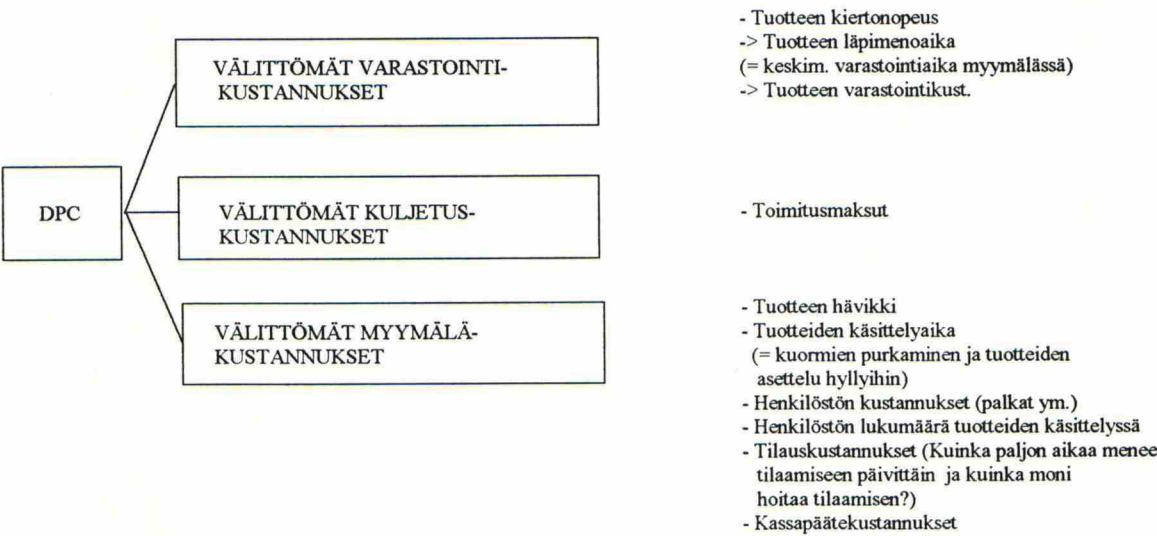 DPC
VÄLITTÖMÄT VARASTOINTI-
KUSTANNUKSET
- Tuotteen kiertonopeus
-> Tuotteen läpimenoaika
(= keskim. varastointiaika myymälässä)
-> Tuotteen varastointikust.
VÄLITTÖMÄT KULJETUS-
KUSTANNUKSET
- Toimitusmaksut
VÄLITTÖMÄT MYYMÄLÄ-
KUSTANNUKSET
- Tuotteen hävikki
- Tuotteiden käsittelyaika
(= kuormien purkaminen ja tuotteiden
asettelu hyllyihin)
- Henkilöstön kustannukset (palkat ym.)
- Henkilöstön lukumäärä tuotteiden käsittelyssä
- Tilauskustannukset (Kuinka paljon aikaa menee
tilaamiseen päivittäin ja kuinka moni
hoitaa tilaamisen?)
- Kassapäätekustannukset